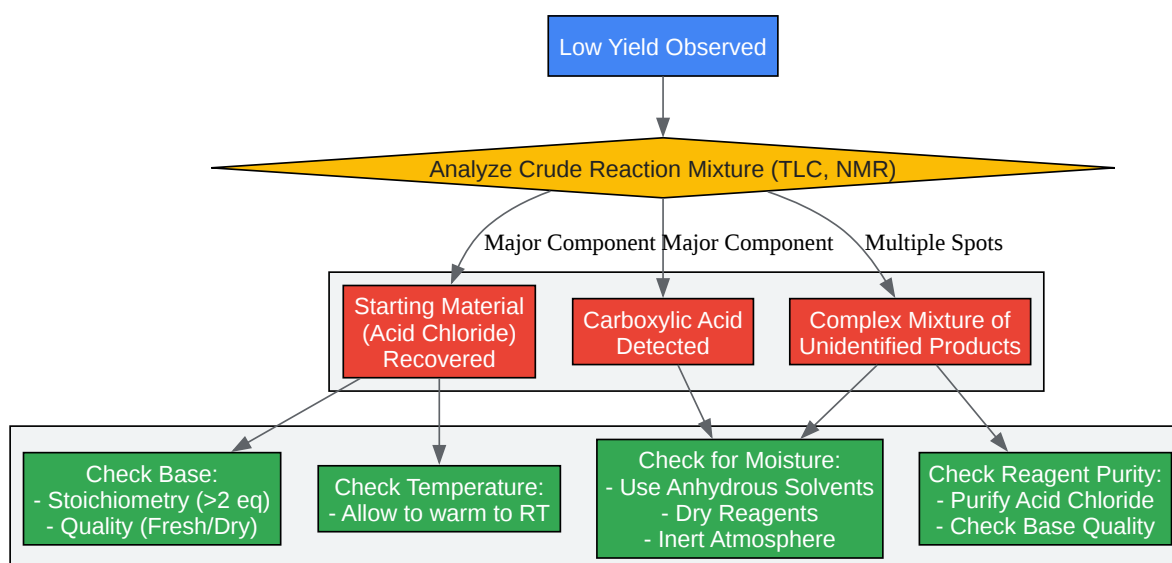 Low Yield Observed
Analyze Crude Reaction Mixture (TLC, NMR)
Major Component
Major Component
Multiple Spots
Starting Material
(Acid Chloride)
Recovered
Carboxylic Acid
Detected
Complex Mixture of
Unidentified Products
Check Base:
- Stoichiometry (>2 eq)
- Quality (Fresh/Dry)
Check Temperature:
- Allow to warm to RT
Check for Moisture:
- Use Anhydrous Solvents
- Dry Reagents
- Inert Atmosphere
Check Reagent Purity:
- Purify Acid Chloride
- Check Base Quality